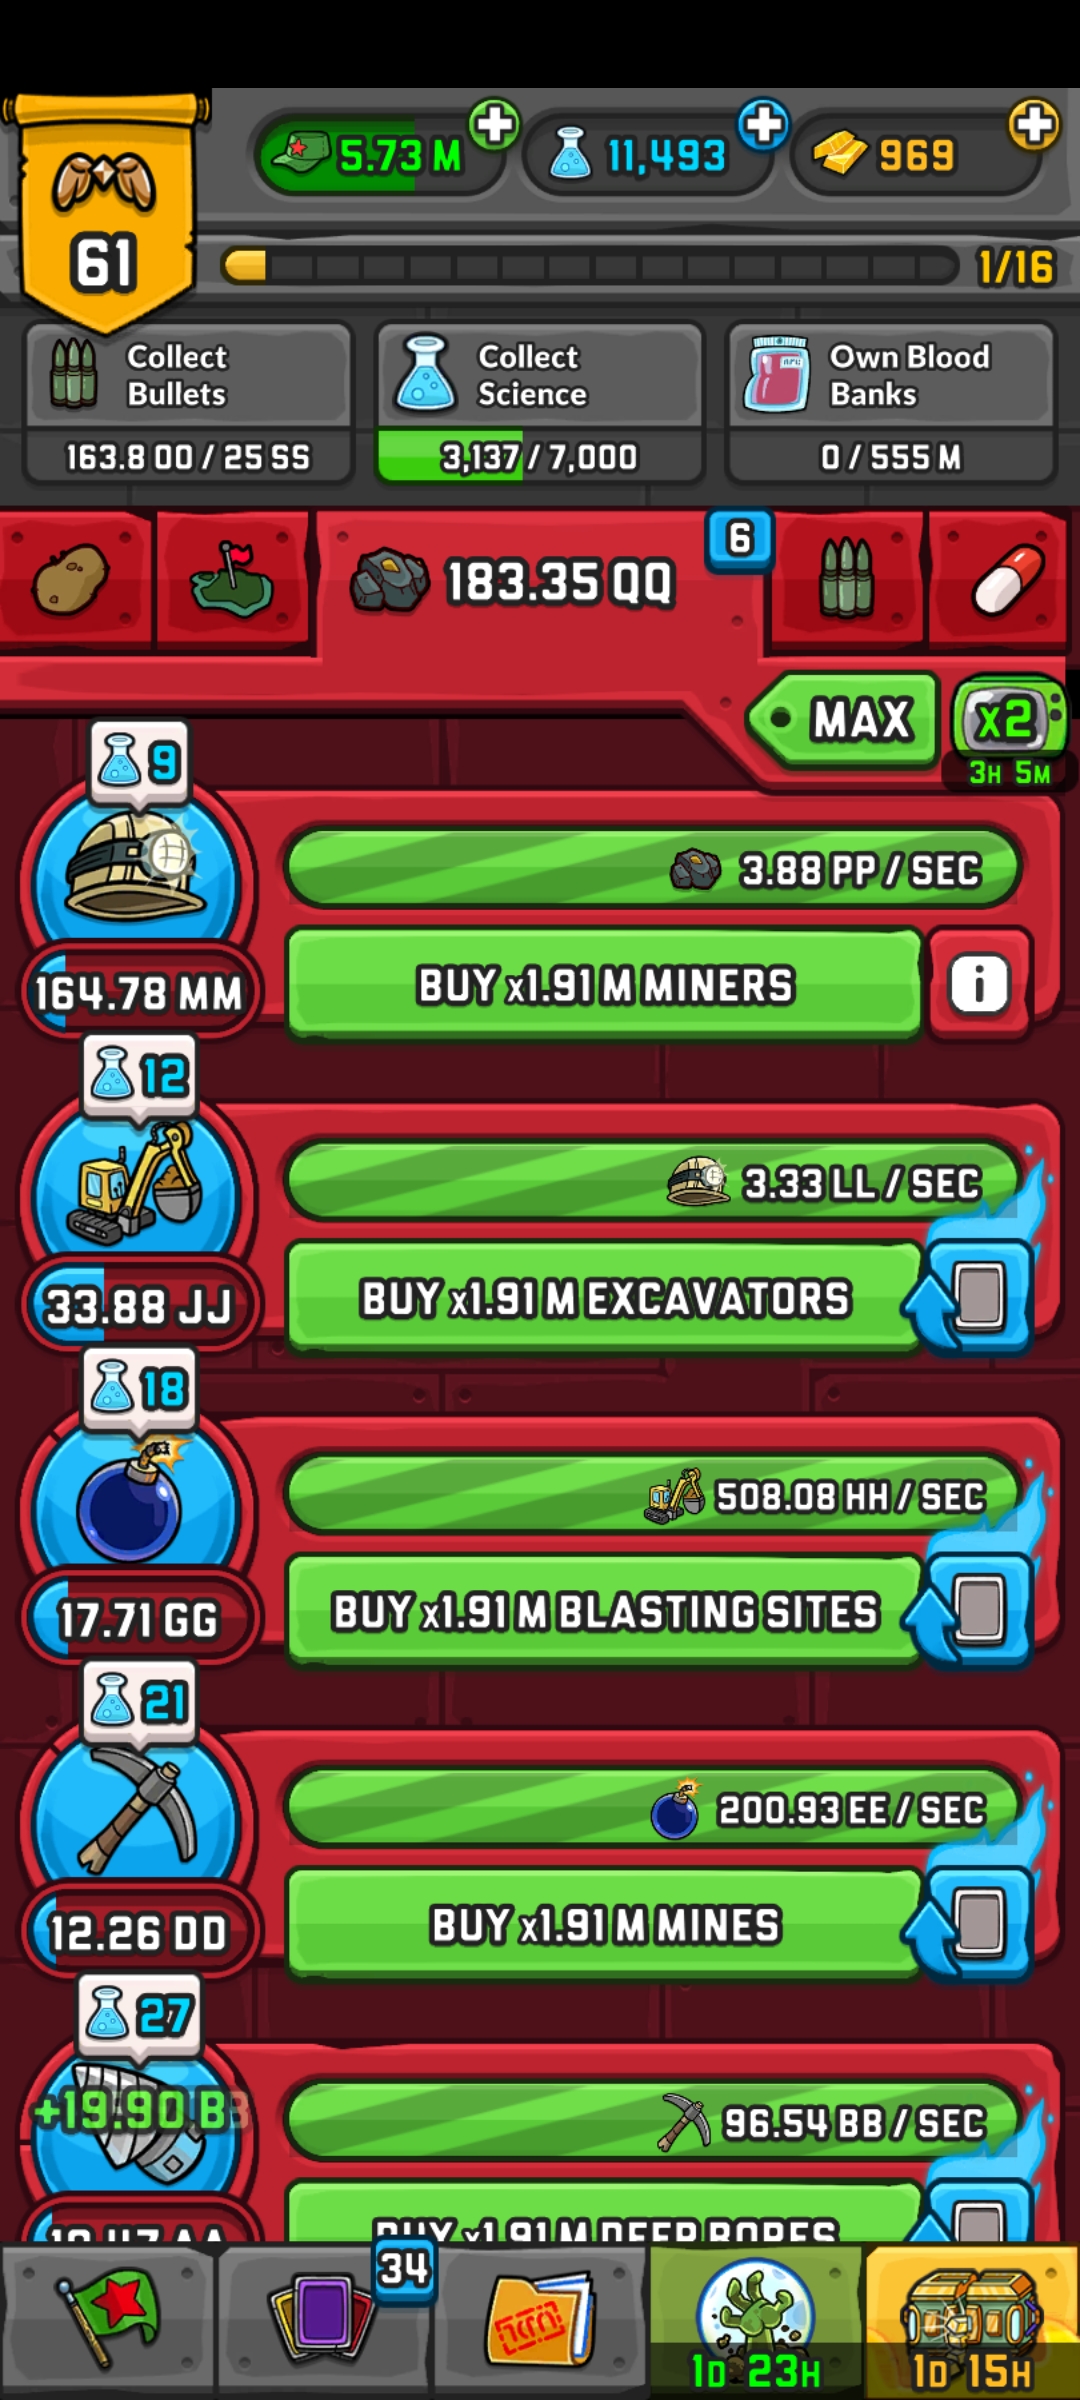 61
5.73 M
11,493
969
1/16
Collect
Bullets
163.8 OO / 25 SS
Collect
Science
3,137 / 7,000
Own Blood
Banks
0 / 555 M
183.35 QQ
6
MAX
x2
3H 5M
9
3.88 PP / SEC
164.78 MM
BUY x1.91 M MINERS
i
12
3.33 LL / SEC
33.88 JJ
BUY x1.91 M EXCAVATORS
18
508.08 HH / SEC
17.71 GG
BUY x1.91 M BLASTING SITES
21
200.93 EE / SEC
12.26 DD
BUY x1.91 M MINES
27
+19.90 BB
96.54 BB / SEC
BUY x1.91 M DEEP BORES
34
1D 23H
1D 15H